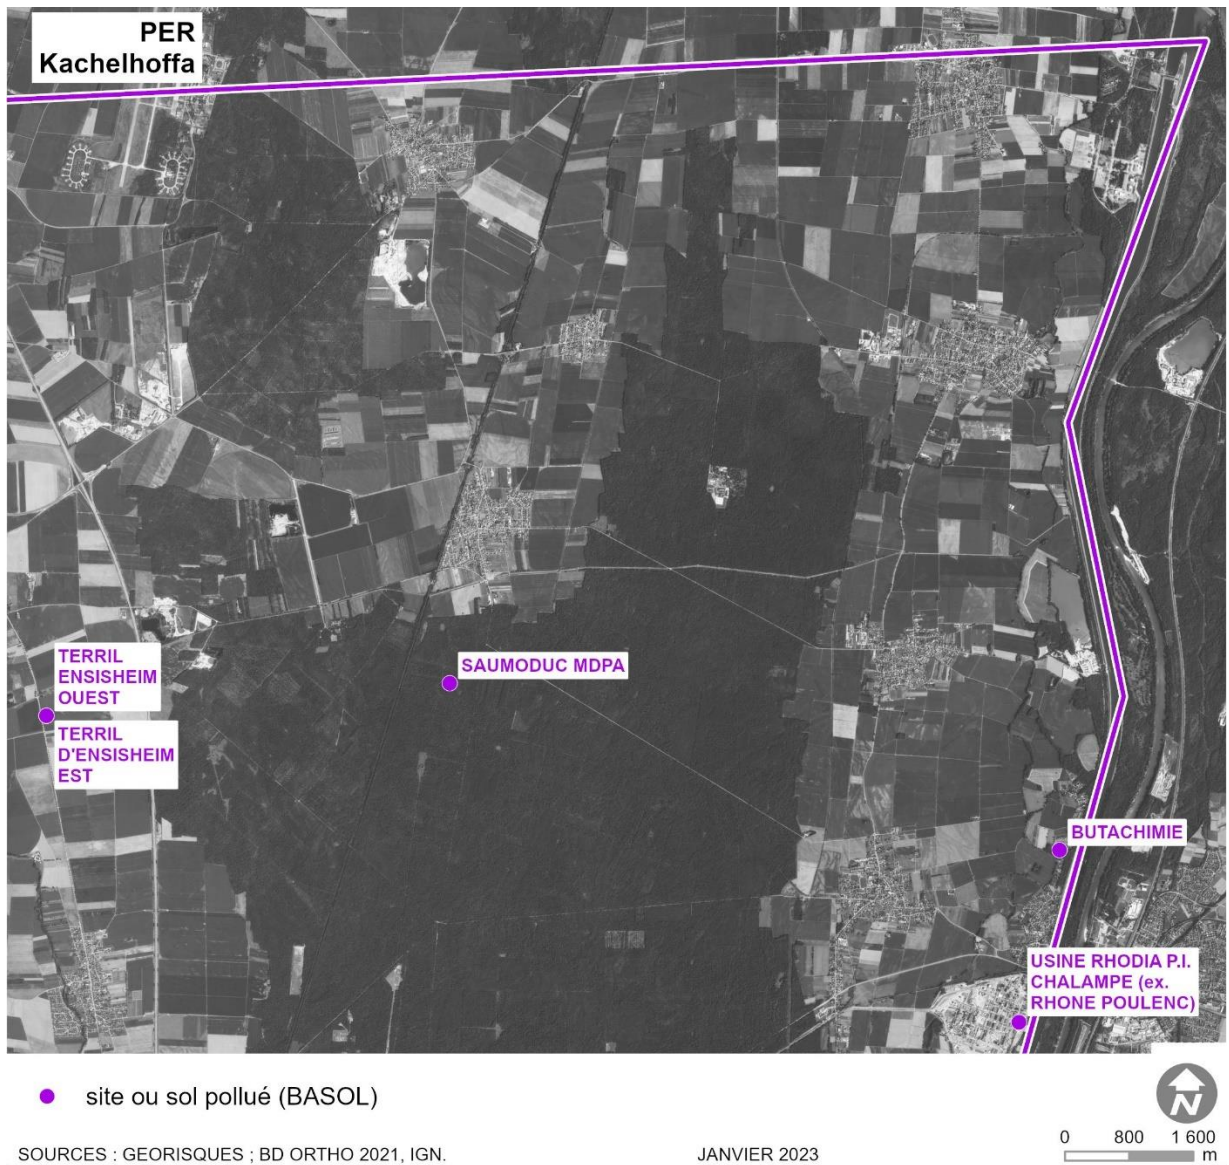 PER
Kachelhoffa
TERRIL
ENSISHEIM
OUEST
TERRIL
D'ENSISHEIM
EST
SAUMODUC MDPA
BUTACHIMIE
USINE RHODIA P.I.
CHALAMPE (ex.
RHONE POULENC)
site ou sol pollué (BASOL)
N
0 800 1 600
m
SOURCES : GEORISQUES ; BD ORTHO 2021, IGN.
JANVIER 2023